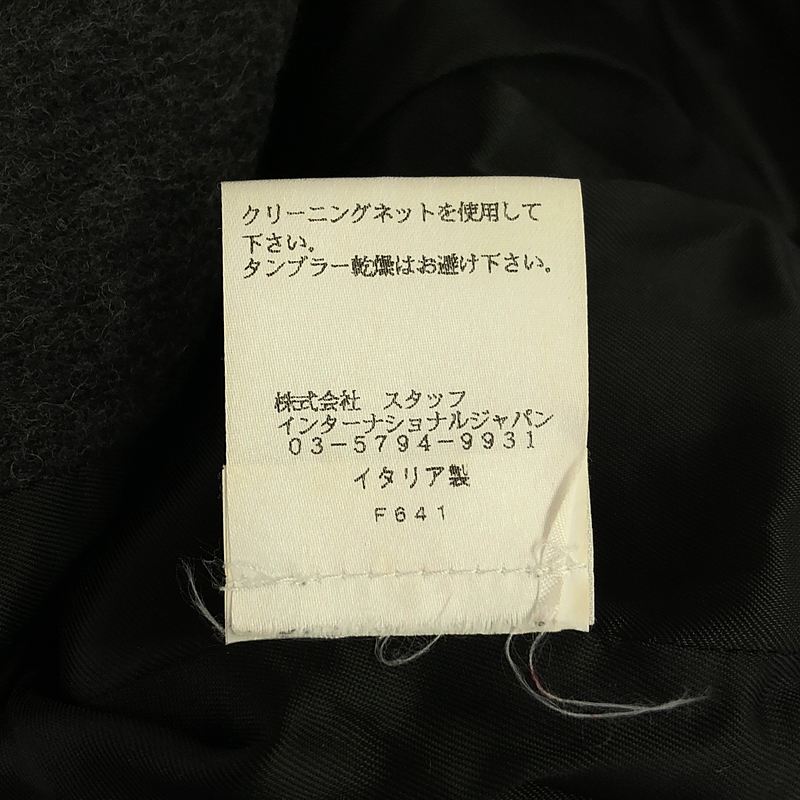 クリーニングネットを使用して
下さい。
タンブラー乾燥はお避け下さい。
株式会社　スタッフ
インターナショナルジャパン
03-5794-9931
イタリア製
F641